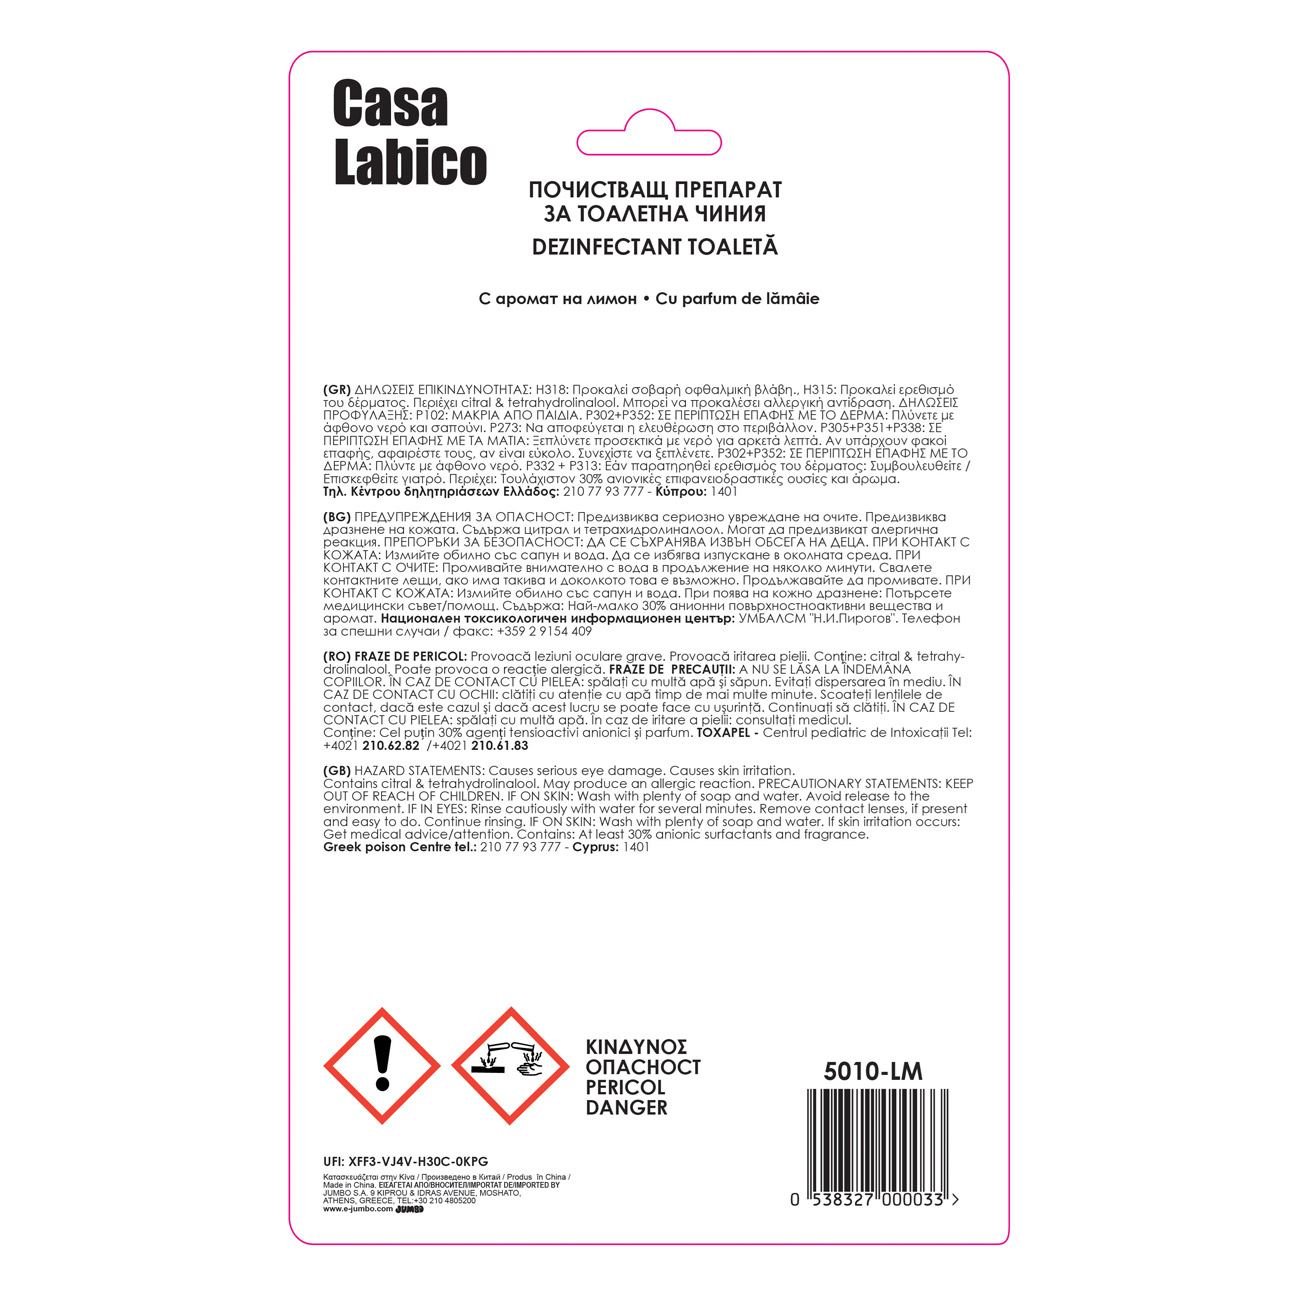 Casa
Labico
ПОЧИСТВАЩ ПРЕПАРАТ
ЗА ТОАЛЕТНА ЧИНИЯ
DEZINFECTANT TOALETĂ
С аромат на лимон • Cu parfum de lămâie
(GR) ΔΗΛΩΣΕΙΣ ΕΠΙΚΙΝΔΥΝΟΤΗΤΑΣ: H318: Προκαλεί σοβαρή οφθαλμική βλάβη., H315: Προκαλεί ερεθισμό
του δέρματος. Περιέχει citral & tetrahydrolinalool. Μπορεί να προκαλέσει αλλεργική αντίδραση. ΔΗΛΩΣΕΙΣ
ΠΡΟΦΥΛΑΞΗΣ: P102: ΜΑΚΡΙΑ ΑΠΟ ΠΑΙΔΙΑ. P302+P352: ΣΕ ΠΕΡΙΠΤΩΣΗ ΕΠΑΦΗΣ ΜΕ ΤΟ ΔΕΡΜΑ: Πλύνετε με
άφθονο νερό και σαπούνι. P273: Να αποφεύγεται η ελευθέρωση στο περιβάλλον. P305+P351+P338: ΣΕ
ΠΕΡΙΠΤΩΣΗ ΕΠΑΦΗΣ ΜΕ ΤΑ ΜΑΤΙΑ: Ξεπλύνετε προσεκτικά με νερό για αρκετά λεπτά. Αν υπάρχουν φακοί
επαφής, αφαιρέστε τους, αν είναι εύκολο. Συνεχίστε να ξεπλένετε. P302+P352: ΣΕ ΠΕΡΙΠΤΩΣΗ ΕΠΑΦΗΣ ΜΕ ΤΟ
ΔΕΡΜΑ: Πλύντε με άφθονο νερό. P332 + P313: Εάν παρατηρηθεί ερεθισμός του δέρματος: Συμβουλευθείτε /
Επισκεφθείτε γιατρό. Περιέχει: Τουλάχιστον 30% ανιονικές επιφανειοδραστικές ουσίες και άρωμα.
Τηλ. Κέντρου δηλητηριάσεων Ελλάδος: 210 77 93 777 - Κύπρου: 1401
(BG) ПРЕДУПРЕЖДЕНИЯ ЗА ОПАСНОСТ: Предизвиква сериозно увреждане на очите. Предизвиква
дразнене на кожата. Съдържа цитрал и тетрахидролиналоол. Могат да предизвикат алергична
реакция. ПРЕПОРЪКИ ЗА БЕЗОПАСНОСТ: ДА СЕ СЪХРАНЯВА ИЗВЪН ОБСЕГА НА ДЕЦА. ПРИ КОНТАКТ С
КОЖАТА: Измийте обилно със сапун и вода. Да се избягва изпускане в околната среда. ПРИ
КОНТАКТ С ОЧИТЕ: Промивайте внимателно с вода в продължение на няколко минути. Свалете
контактните лещи, ако има такива и доколкото това е възможно. Продължавайте да промивате. ПРИ
КОНТАКТ С КОЖАТА: Измийте обилно със сапун и вода. При поява на кожно дразнене: Потърсете
медицински съвет/помощ. Съдържа: Най-малко 30% анионни повърхностноактивни вещества и
аромат. Национален токсикологичен информационен център: УМБАЛСМ "Н.И.Пирогов". Телефон
за спешни случаи / факс: +359 2 9154 409
(RO) FRAZE DE PERICOL: Provoacă leziuni oculare grave. Provoacă iritarea pielii. Conține: citral & tetrahy-
drolinalool. Poate provoca o reacție alergică. FRAZE DE PRECAUȚII: A NU SE LĂSA LA ÎNDEMÂNA
COPIILOR. ÎN CAZ DE CONTACT CU PIELEA: spălați cu multă apă și săpun. Evitați dispersarea în mediu. ÎN
CAZ DE CONTACT CU OCHII: clătiți cu atenție cu apă timp de mai multe minute. Scoateți lentilele de
contact, dacă este cazul și dacă acest lucru se poate face cu ușurință. Continuați să clătiți. ÎN CAZ DE
CONTACT CU PIELEA: spălați cu multă apă. În caz de iritare a pielii: consultați medicul.
Conține: Cel puțin 30% agenți tensioactivi anionici și parfum. TOXAPEL - Centrul pediatric de Intoxicații Tel:
+4021 210.62.82 /+4021 210.61.83
(GB) HAZARD STATEMENTS: Causes serious eye damage. Causes skin irritation.
Contains citral & tetrahydrolinalool. May produce an allergic reaction. PRECAUTIONARY STATEMENTS: KEEP
OUT OF REACH OF CHILDREN. IF ON SKIN: Wash with plenty of soap and water. Avoid release to the
environment. IF IN EYES: Rinse cautiously with water for several minutes. Remove contact lenses, if present
and easy to do. Continue rinsing. IF ON SKIN: Wash with plenty of soap and water. If skin irritation occurs:
Get medical advice/attention. Contains: At least 30% anionic surfactants and fragrance.
Greek poison Centre tel.: 210 77 93 777 - Cyprus: 1401
ΚΙΝΔΥΝΟΣ
ОПАСНОСТ
PERICOL
DANGER
5010-LM
0 538327 000033 >
UFI: XFF3-VJ4V-H30C-0KPG
Κατασκευάζεται στην Κίνα / Произведено в Китай / Produs în China /
Made in China. ΕΙΣΑΓΕΤΑΙ ΑΠΟ/ВНОСИТЕЛ/IMPORTAT DE/IMPORTED BY
JUMBO S.A. 9 KIPROU & IDRAS AVENUE, MOSHATO,
ATHENS, GREECE, TEL:+30 210 4805200
www.e-jumbo.com JUMBO